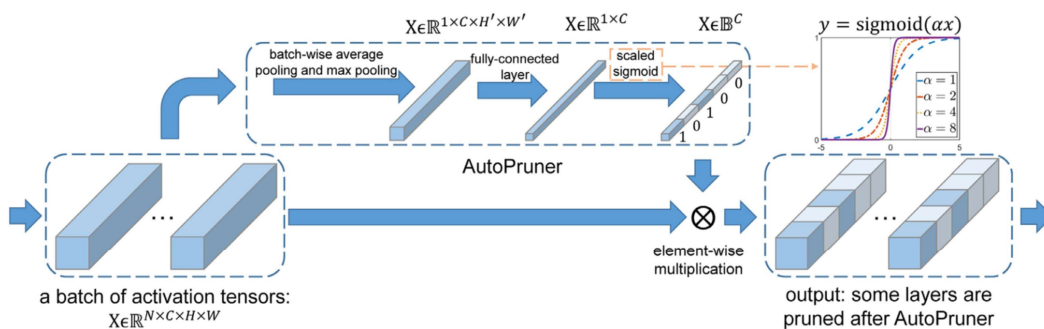 X∈ℝ^{1×C×H′×W′}
X∈ℝ^{1×C}
X∈𝔹^C
y = sigmoid(αx)
batch-wise average
pooling and max pooling
fully-connected
layer
scaled
sigmoid
0
0
1
0
1
1
0
-5
0
5
α = 1
α = 2
α = 4
α = 8
AutoPruner
...
...
⊗
element-wise
multiplication
a batch of activation tensors:
X∈ℝ^{N×C×H×W}
output: some layers are
pruned after AutoPruner